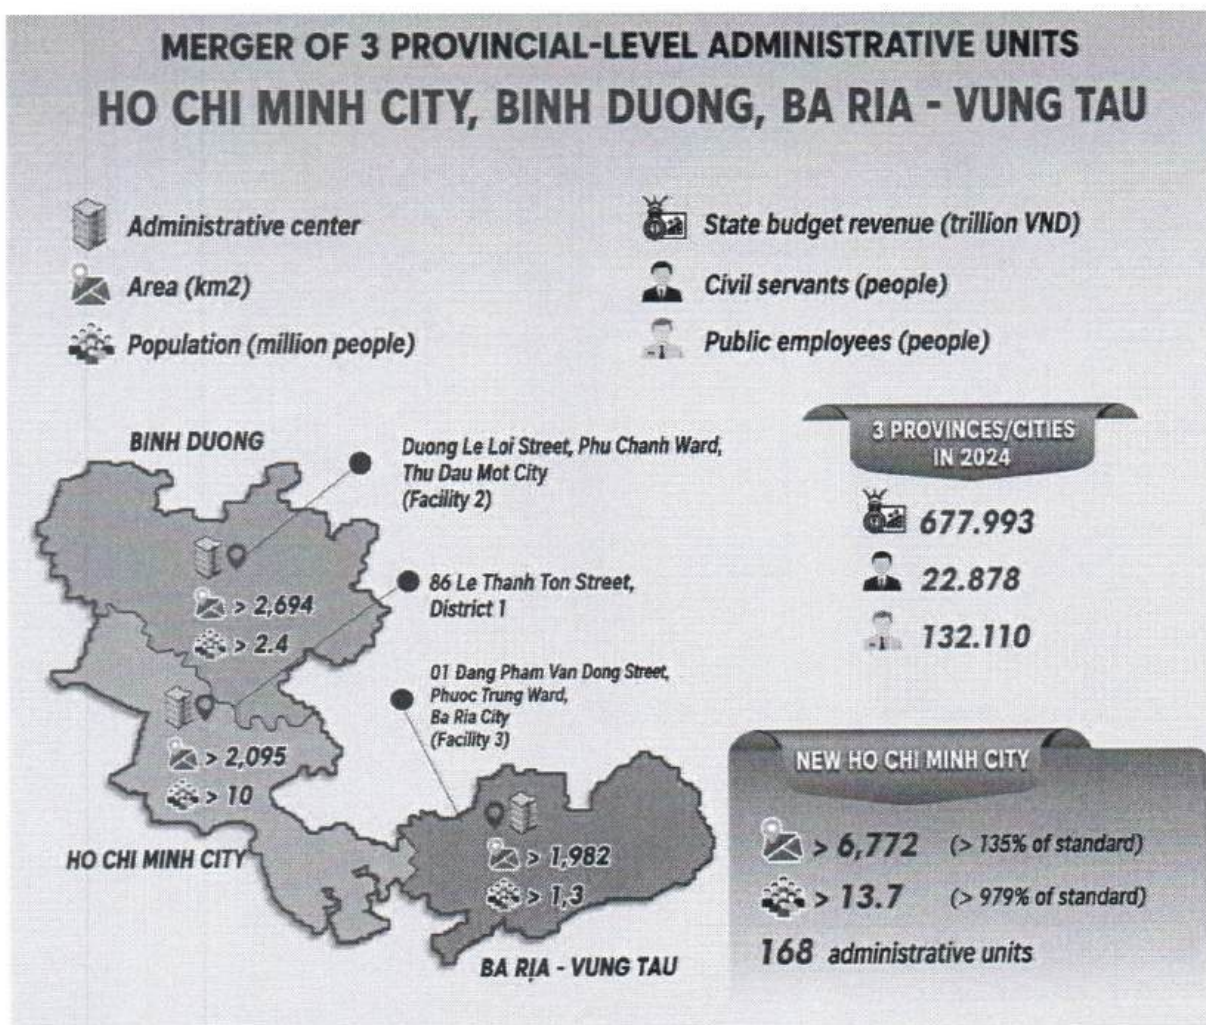 MERGER OF 3 PROVINCIAL-LEVEL ADMINISTRATIVE UNITS
HO CHI MINH CITY, BINH DUONG, BA RIA - VUNG TAU
Administrative center
Area (km2)
Population (million people)
State budget revenue (trillion VND)
Civil servants (people)
Public employees (people)
BINH DUONG
Duong Le Loi Street, Phu Chanh Ward,
Thu Dau Mot City
(Facility 2)
> 2,694
> 2.4
86 Le Thanh Ton Street,
District 1
> 2,095
> 10
HO CHI MINH CITY
01 Dang Pham Van Dong Street,
Phuoc Trung Ward,
Ba Ria City
(Facility 3)
> 1,982
> 1,3
BA RỊA - VUNG TAU
3 PROVINCES/CITIES
IN 2024
677.993
22.878
132.110
NEW HO CHI MINH CITY
> 6,772 (> 135% of standard)
> 13.7 (> 979% of standard)
168 administrative units